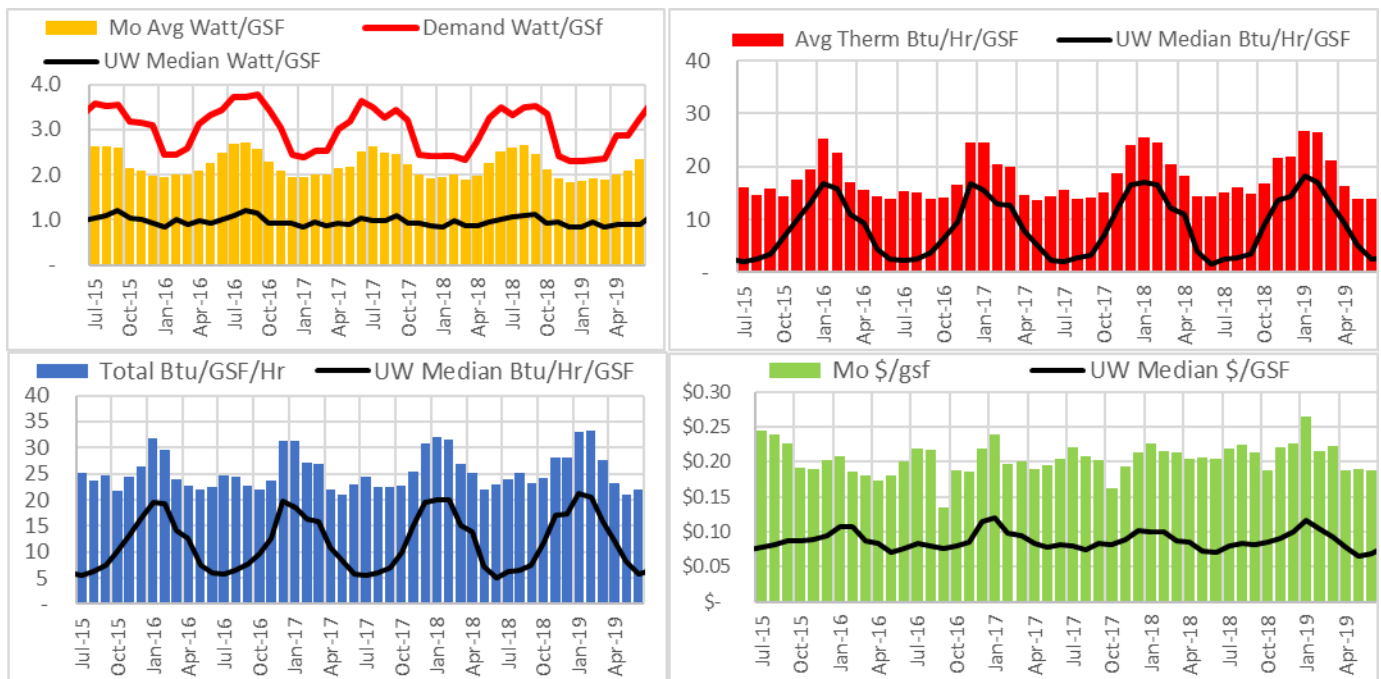 Mo Avg Watt/GSF Demand Watt/GSf
UW Median Watt/GSF
4.0
3.0
2.0
1.0
-
Jul-15 Oct-15 Jan-16 Apr-16 Jul-16 Oct-16 Jan-17 Apr-17 Jul-17 Oct-17 Jan-18 Apr-18 Jul-18 Oct-18 Jan-19 Apr-19
Avg Therm Btu/Hr/GSF UW Median Btu/Hr/GSF
40
30
20
10
-
Jul-15 Oct-15 Jan-16 Apr-16 Jul-16 Oct-16 Jan-17 Apr-17 Jul-17 Oct-17 Jan-18 Apr-18 Jul-18 Oct-18 Jan-19 Apr-19
Total Btu/GSF/Hr UW Median Btu/Hr/GSF
40
35
30
25
20
15
10
5
-
Jul-15 Oct-15 Jan-16 Apr-16 Jul-16 Oct-16 Jan-17 Apr-17 Jul-17 Oct-17 Jan-18 Apr-18 Jul-18 Oct-18 Jan-19 Apr-19
Mo $/gsf UW Median $/GSF
$0.30
$0.25
$0.20
$0.15
$0.10
$0.05
$-
Jul-15 Oct-15 Jan-16 Apr-16 Jul-16 Oct-16 Jan-17 Apr-17 Jul-17 Oct-17 Jan-18 Apr-18 Jul-18 Oct-18 Jan-19 Apr-19